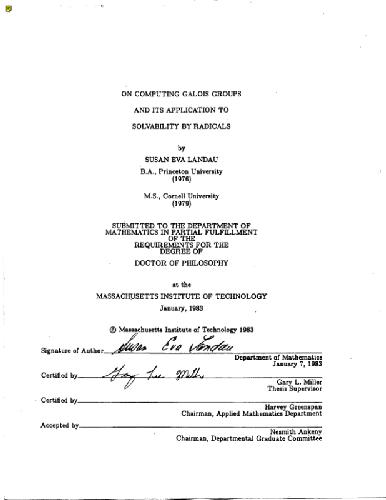 ON COMPUTING GALOIS GROUPS
AND ITS APPLICATION TO
SOLVABILITY BY RADICALS
by
SUSAN EVA LANDAU
B.A., Princeton University
(1976)
M.S., Cornell University
(1979)
SUBMITTED TO THE DEPARTMENT OF
MATHEMATICS IN PARTIAL FULFILLMENT
OF THE
REQUIREMENTS FOR THE
DEGREE OF
DOCTOR OF PHILOSOPHY
at the
MASSACHUSETTS INSTITUTE OF TECHNOLOGY
January, 1983
© Massachusetts Institute of Technology 1983
Signature of Author Susan Eva Landau
Department of Mathematics
January 7, 1983
Certified by Gary Lee Miller
Gary L. Miller
Thesis Supervisor
Certified by
Harvey Greenspan
Chairman, Applied Mathematics Department
Accepted by
Nesmith Ankeny
Chairman, Departmental Graduate Committee